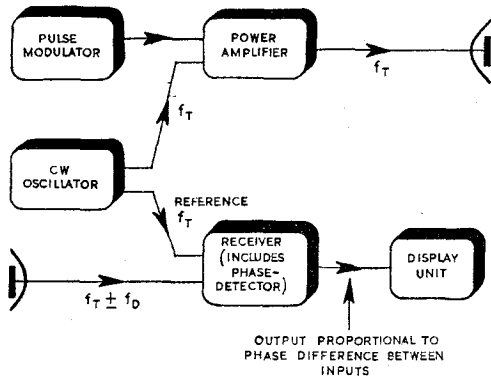 PULSE
MODULATOR
POWER
AMPLIFIER
f_T
f_T
CW
OSCILLATOR
REFERENCE
f_T
RECEIVER
(INCLUDES
PHASE-
DETECTOR)
DISPLAY
UNIT
f_T ± f_D
OUTPUT PROPORTIONAL TO
PHASE DIFFERENCE BETWEEN
INPUTS